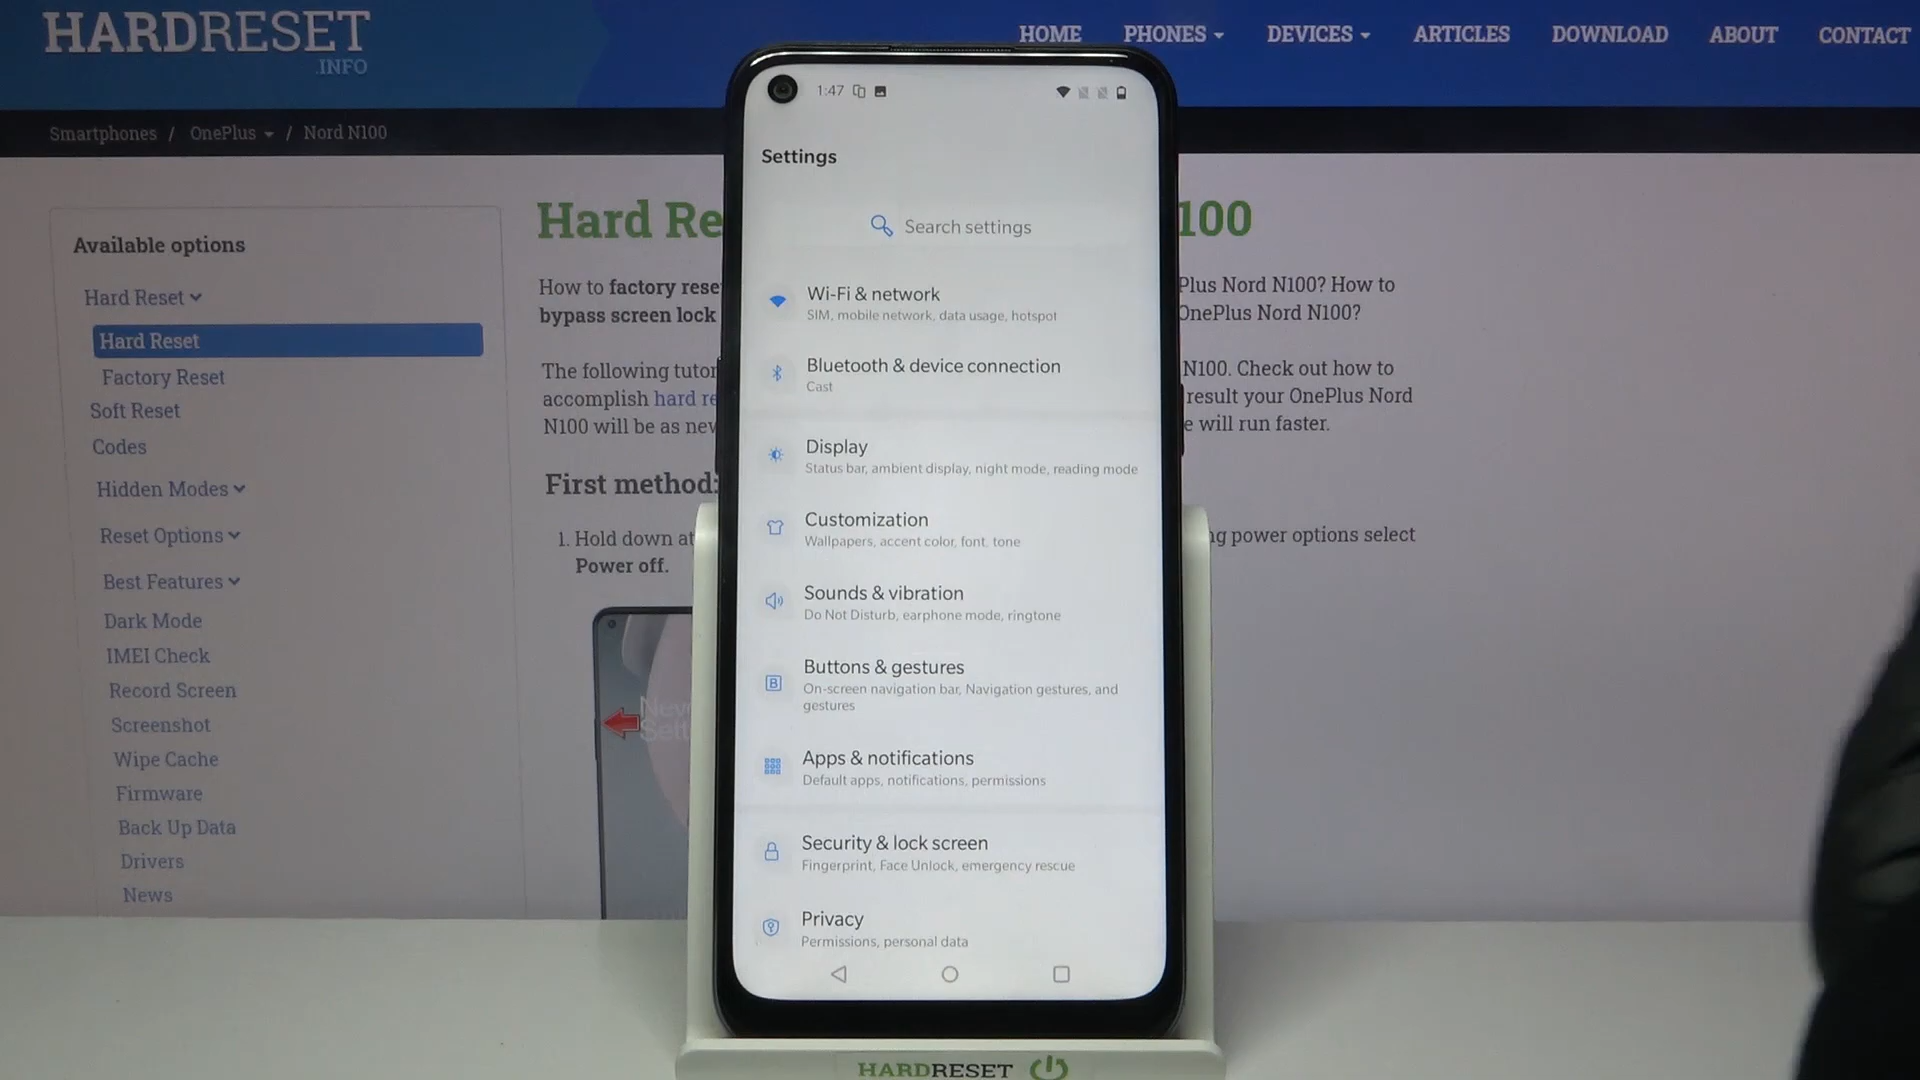 HARDRESET
.INFO
HOME PHONES DEVICES ARTICLES DOWNLOAD ABOUT CONTACT
Smartphones / OnePlus / Nord N100
Available options
Hard Reset
Hard Reset
Factory Reset
Soft Reset
Codes
Hidden Modes
Reset Options
Best Features
Dark Mode
IMEI Check
Record Screen
Screenshot
Wipe Cache
Firmware
Back Up Data
Drivers
News
Hard Re 100
How to factory rese Plus Nord N100? How to
bypass screen lock OnePlus Nord N100?
The following tutor N100. Check out how to
accomplish hard re result your OnePlus Nord
N100 will be as new e will run faster.
First method:
1. Hold down at ng power options select
Power off.
Never
Sett
1:47
Settings
Search settings
Wi-Fi & network
SIM, mobile network, data usage, hotspot
Bluetooth & device connection
Cast
Display
Status bar, ambient display, night mode, reading mode
Customization
Wallpapers, accent color, font, tone
Sounds & vibration
Do Not Disturb, earphone mode, ringtone
Buttons & gestures
On-screen navigation bar, Navigation gestures, and
gestures
Apps & notifications
Default apps, notifications, permissions
Security & lock screen
Fingerprint, Face Unlock, emergency rescue
Privacy
Permissions, personal data
HARDRESET